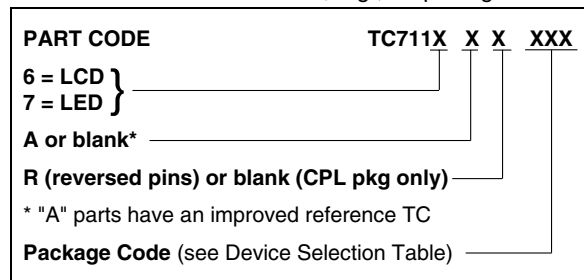 PART CODE TC711X X X XXX
6 = LCD
7 = LED
}
A or blank*
R (reversed pins) or blank (CPL pkg only)
* "A" parts have an improved reference TC
Package Code (see Device Selection Table)